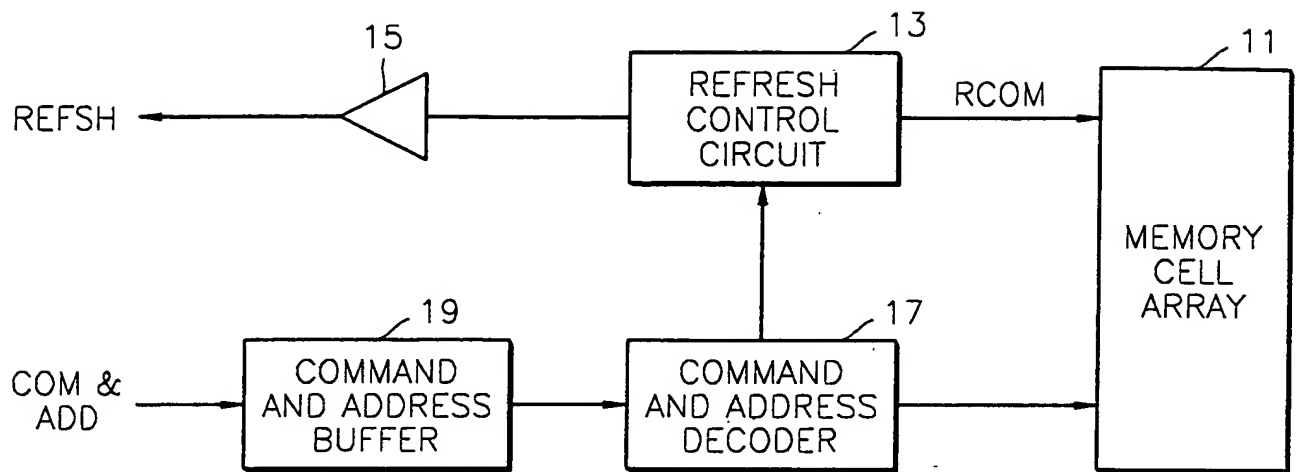 15
13
11
REFSH
REFRESH
CONTROL
CIRCUIT
RCOM
MEMORY
CELL
ARRAY
19
17
COM &
ADD
COMMAND
AND ADDRESS
BUFFER
COMMAND
AND ADDRESS
DECODER